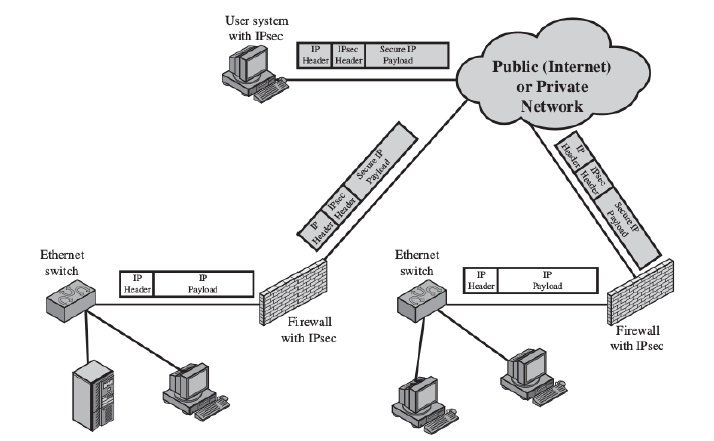 User system
with IPsec
IP
Header
IPsec
Header
Secure IP
Payload
Public (Internet)
or Private
Network
IP
Header
IPsec
Header
Secure IP
Payload
IP
Header
IPsec
Header
Secure IP
Payload
Ethernet
switch
IP
Header
IP
Payload
Firewall
with IPsec
Ethernet
switch
IP
Header
IP
Payload
Firewall
with IPsec